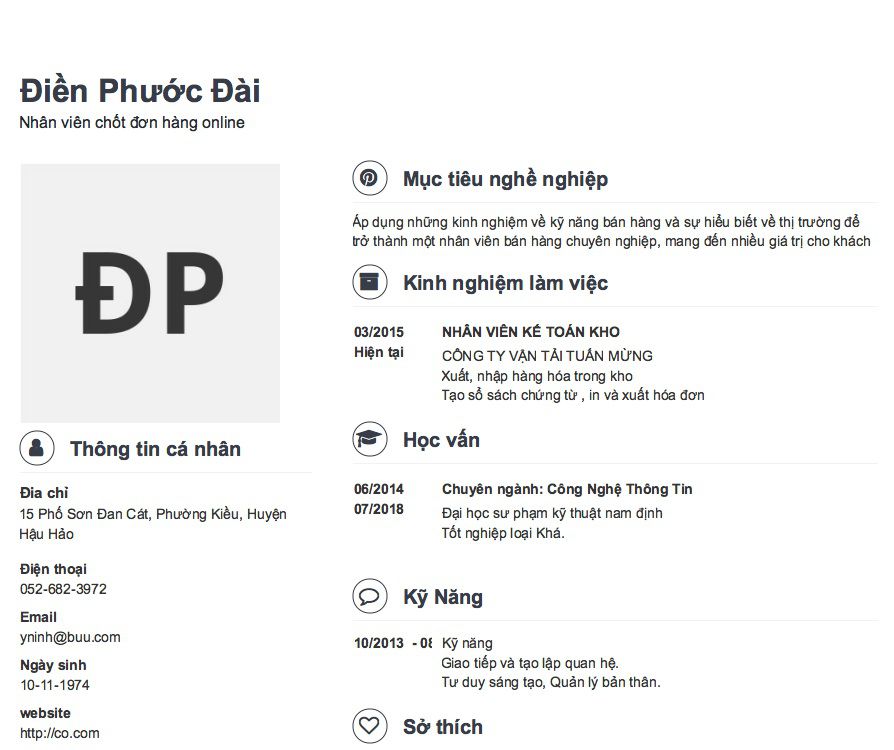 Điền Phước Đài
Nhân viên chốt đơn hàng online
ĐP
Thông tin cá nhân
Đia chỉ
15 Phố Sơn Đan Cát, Phường Kiều, Huyện
Hậu Hảo
Điện thoại
052-682-3972
Email
yninh@buu.com
Ngày sinh
10-11-1974
website
http://co.com
Mục tiêu nghề nghiệp
Áp dụng những kinh nghiệm về kỹ năng bán hàng và sự hiểu biết về thị trường để
trở thành một nhân viên bán hàng chuyên nghiệp, mang đến nhiều giá trị cho khách
Kinh nghiệm làm việc
03/2015 NHÂN VIÊN KẾ TOÁN KHO
Hiện tại CÔNG TY VẬN TẢI TUẤN MỪNG
Xuất, nhập hàng hóa trong kho
Tạo sổ sách chứng từ , in và xuất hóa đơn
Học vấn
06/2014 Chuyên ngành: Công Nghệ Thông Tin
07/2018 Đại học sư phạm kỹ thuật nam định
Tốt nghiệp loại Khá.
Kỹ Năng
10/2013 - 08 Kỹ năng
Giao tiếp và tạo lập quan hệ.
Tư duy sáng tạo, Quản lý bản thân.
Sở thích